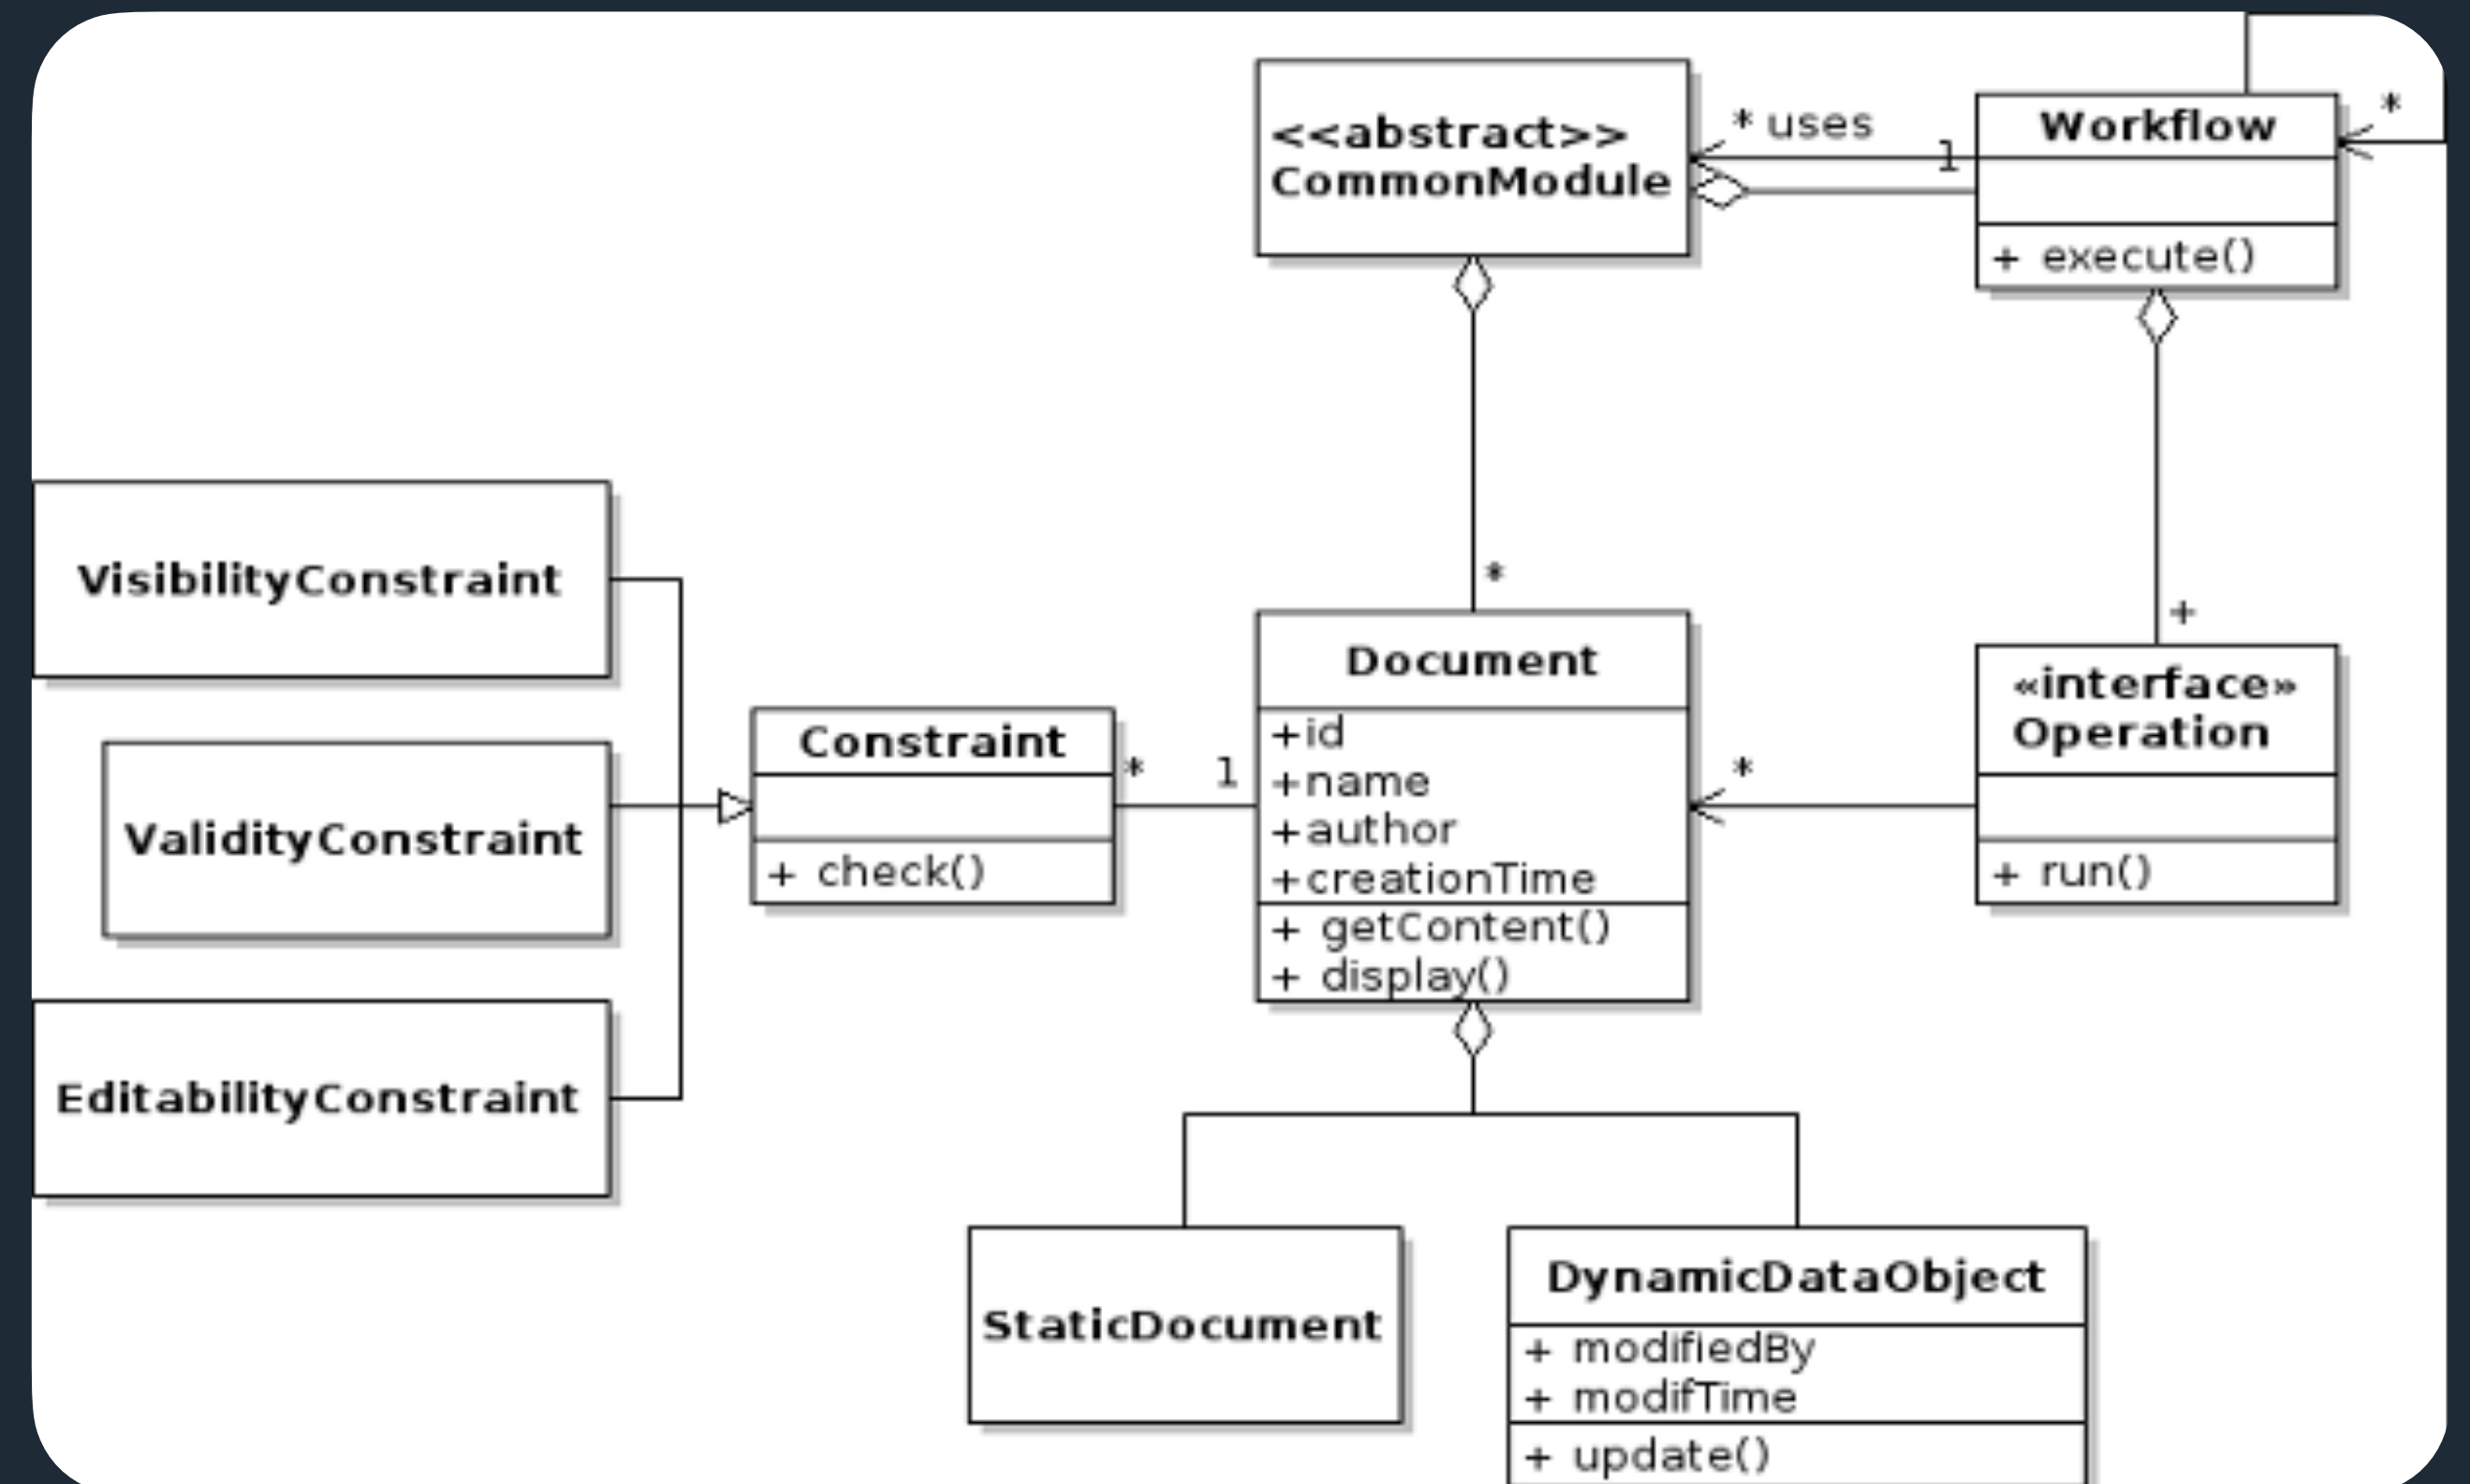 <<abstract>>
CommonModule
* uses
1
Workflow
*
+ execute()
*
+
VisibilityConstraint
ValidityConstraint
EditabilityConstraint
Constraint
+ check()
*
1
Document
+id
+name
+author
+creationTime
+ getContent()
+ display()
*
«interface»
Operation
+ run()
StaticDocument
DynamicDataObject
+ modifiedBy
+ modifTime
+ update()